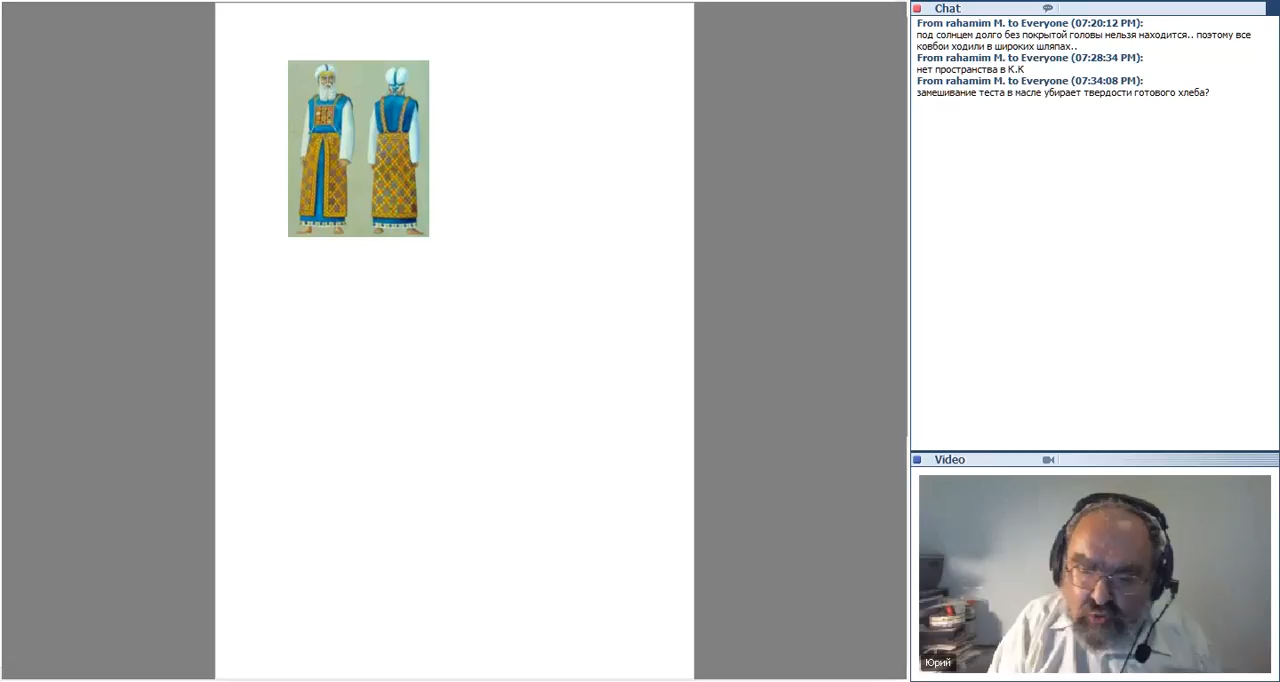 Chat
From rahamim M. to Everyone (07:20:12 PM):
под солнцем долго без покрытой головы нельзя находится.. поэтому все
ковбои ходили в широких шляпах..
From rahamim M. to Everyone (07:28:34 PM):
нет пространства в К.К
From rahamim M. to Everyone (07:34:08 PM):
замешивание теста в масле убирает твердости готового хлеба?
Video
Юрий